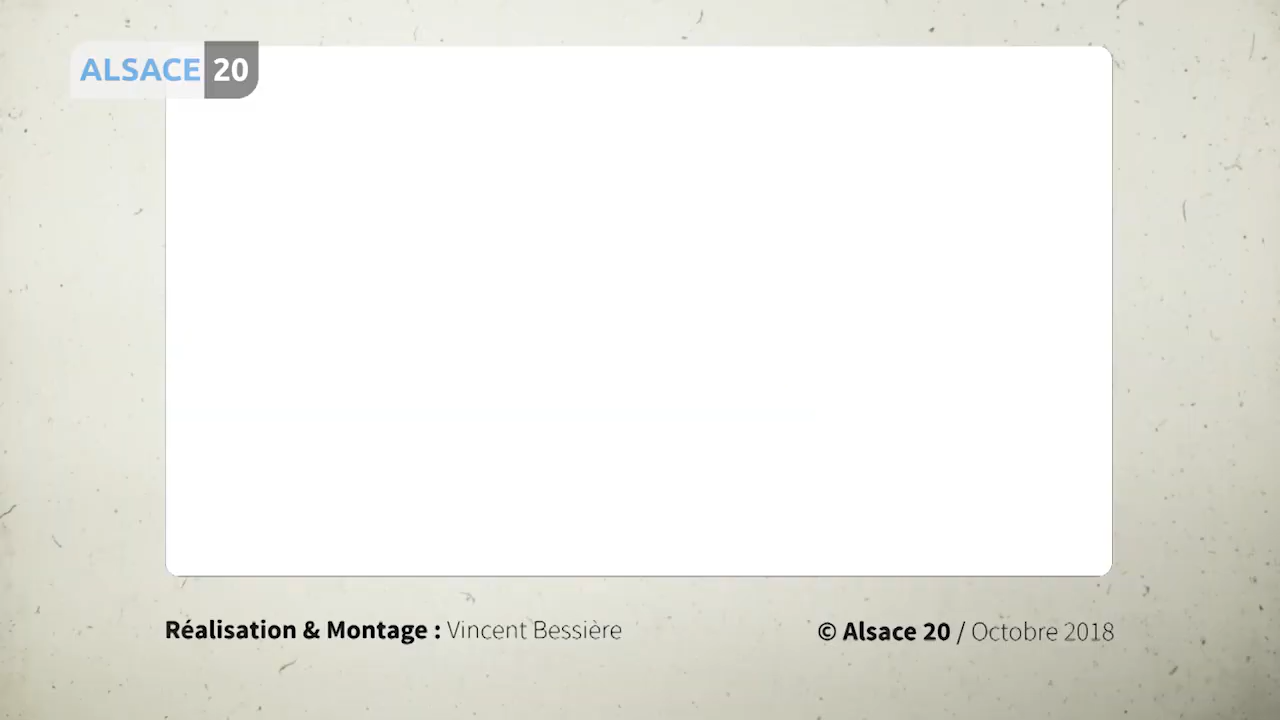 ALSACE 20
Réalisation & Montage : Vincent Bessière
© Alsace 20 / Octobre 2018